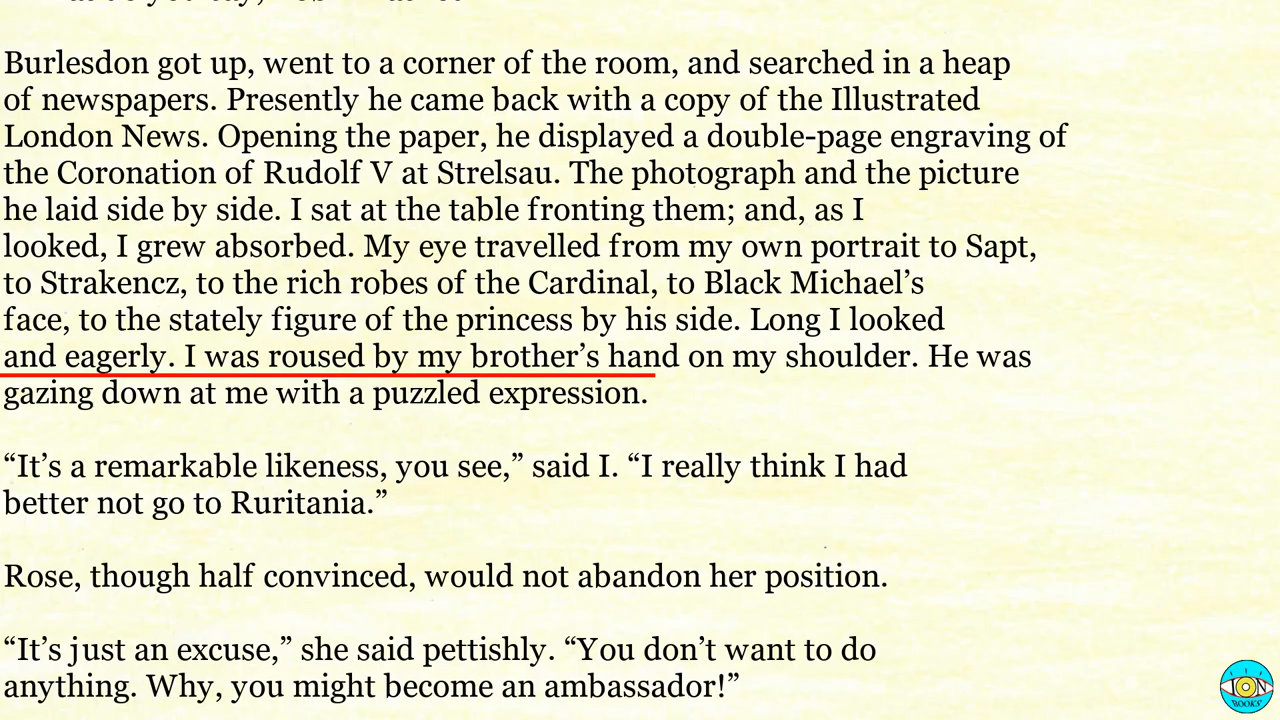 Burlesdon got up, went to a corner of the room, and searched in a heap
of newspapers. Presently he came back with a copy of the Illustrated
London News. Opening the paper, he displayed a double-page engraving of
the Coronation of Rudolf V at Strelsau. The photograph and the picture
he laid side by side. I sat at the table fronting them; and, as I
looked, I grew absorbed. My eye travelled from my own portrait to Sapt,
to Strakencz, to the rich robes of the Cardinal, to Black Michael’s
face, to the stately figure of the princess by his side. Long I looked
and eagerly. I was roused by my brother’s hand on my shoulder. He was
gazing down at me with a puzzled expression.
“It’s a remarkable likeness, you see,” said I. “I really think I had
better not go to Ruritania.”
Rose, though half convinced, would not abandon her position.
“It’s just an excuse,” she said pettishly. “You don’t want to do
anything. Why, you might become an ambassador!”
ION
BOOKS